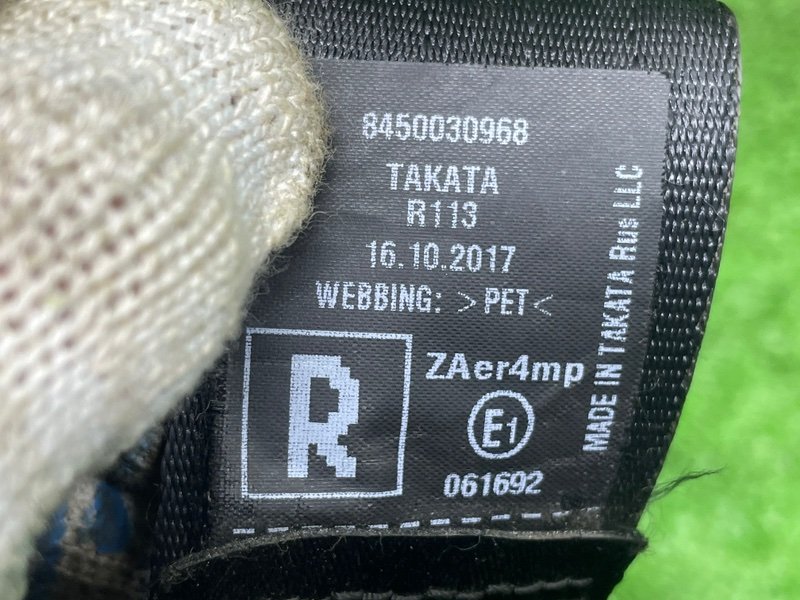 8450030968
TAKATA
R113
16.10.2017
WEBBING: >PET<
R
ZAer4mp
E1
061692
MADE IN TAKATA Rus LLC